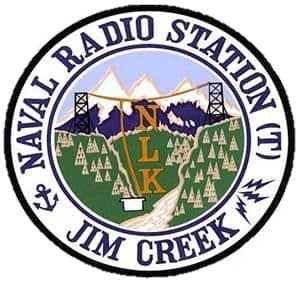 NAVAL RADIO STATION (T)
NLK
JIM CREEK